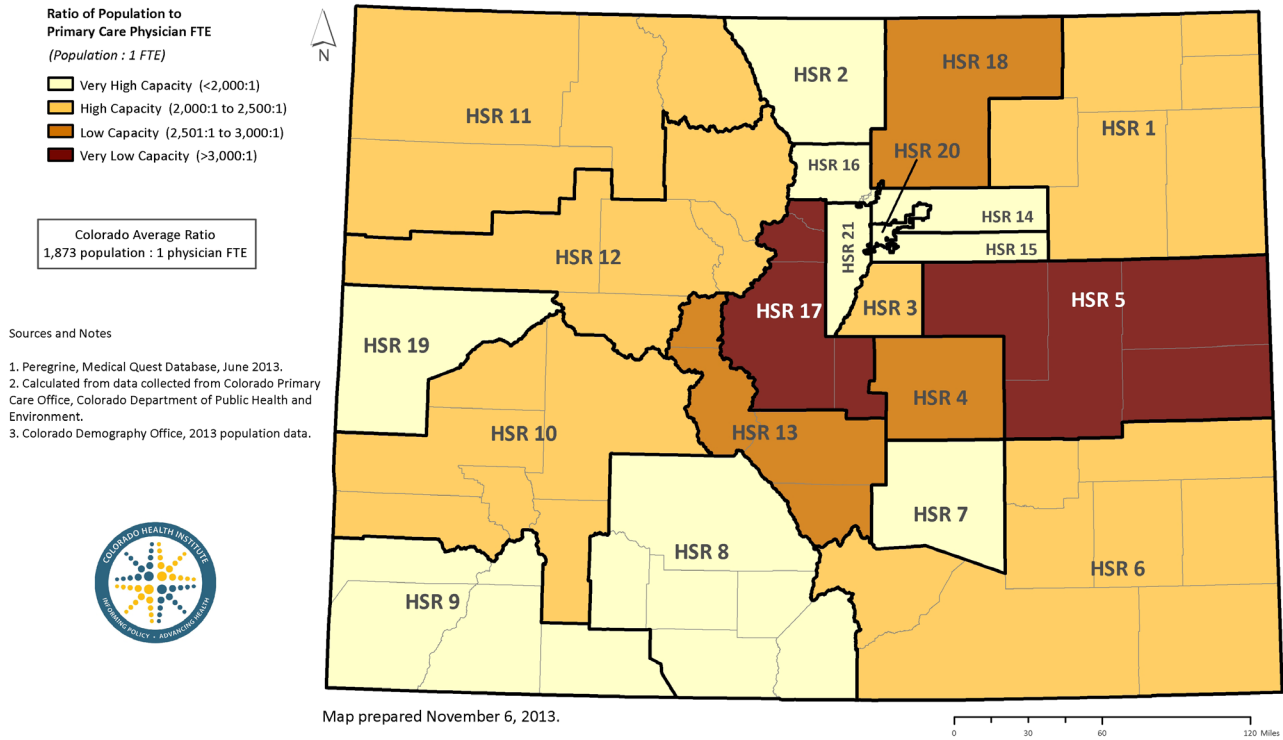 Ratio of Population to
Primary Care Physician FTE
(Population : 1 FTE)
Very High Capacity (<2,000:1)
High Capacity (2,000:1 to 2,500:1)
Low Capacity (2,501:1 to 3,000:1)
Very Low Capacity (>3,000:1)
Colorado Average Ratio
1,873 population : 1 physician FTE
Sources and Notes
1. Peregrine, Medical Quest Database, June 2013.
2. Calculated from data collected from Colorado Primary
Care Office, Colorado Department of Public Health and
Environment.
3. Colorado Demography Office, 2013 population data.
COLORADO HEALTH INSTITUTE
INFORMING POLICY • ADVANCING HEALTH
N
HSR 2
HSR 18
HSR 11
HSR 1
HSR 20
HSR 16
HSR 14
HSR 21
HSR 15
HSR 12
HSR 17
HSR 3
HSR 5
HSR 19
HSR 4
HSR 10
HSR 13
HSR 7
HSR 8
HSR 6
HSR 9
Map prepared November 6, 2013.
0 30 60 120 Miles